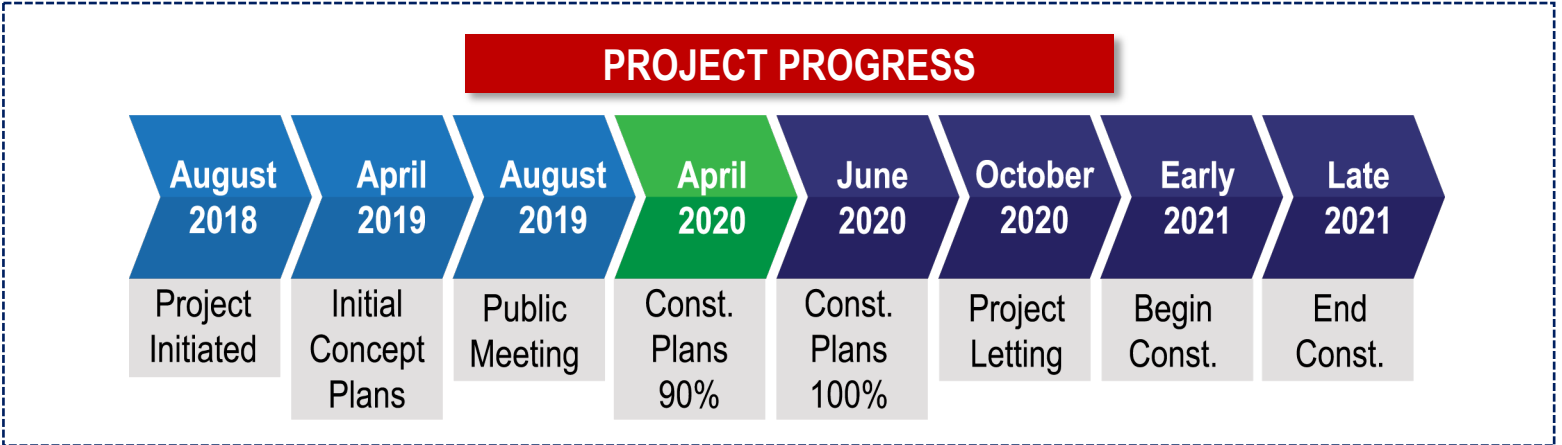 PROJECT PROGRESS
August
2018
April
2019
August
2019
April
2020
June
2020
October
2020
Early
2021
Late
2021
Project
Initiated
Initial
Concept
Plans
Public
Meeting
Const.
Plans
90%
Const.
Plans
100%
Project
Letting
Begin
Const.
End
Const.